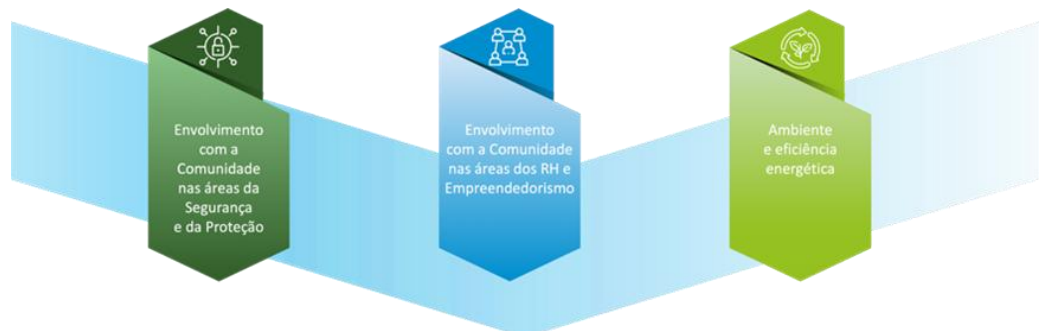 Envolvimento
com a
Comunidade
nas áreas da
Segurança
e da Proteção
Envolvimento
com a Comunidade
nas áreas dos RH e
Empreendedorismo
Ambiente
e eficiência
energética